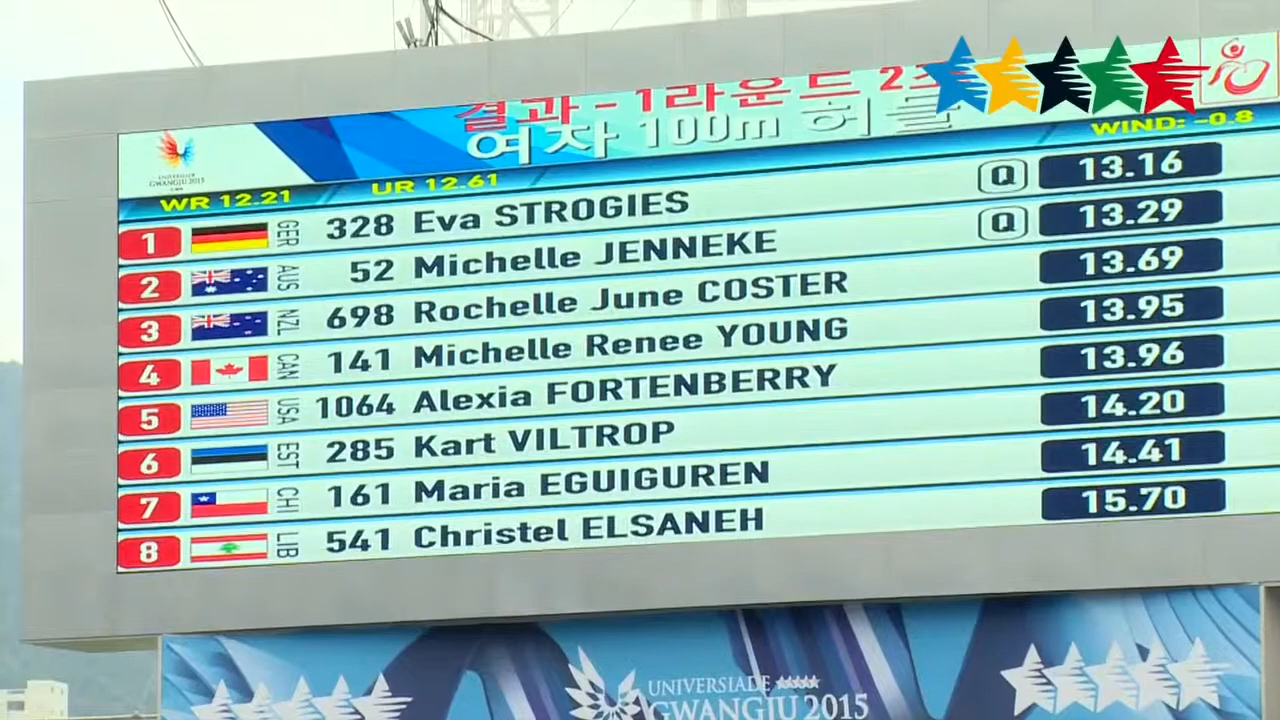 결과 - 1라운드 2조
여자 100m 허들
UNIVERSIADE
GWANGJU 2015
WIND: -0.8
WR 12.21 UR 12.61
1 GER 328 Eva STROGIES Q 13.16
2 AUS 52 Michelle JENNEKE Q 13.29
3 NZL 698 Rochelle June COSTER 13.69
4 CAN 141 Michelle Renee YOUNG 13.95
5 USA 1064 Alexia FORTENBERRY 13.96
6 EST 285 Kart VILTROP 14.20
7 CHI 161 Maria EGUIGUREN 14.41
8 LIB 541 Christel ELSANEH 15.70
UNIVERSIADE
GWANGJU 2015